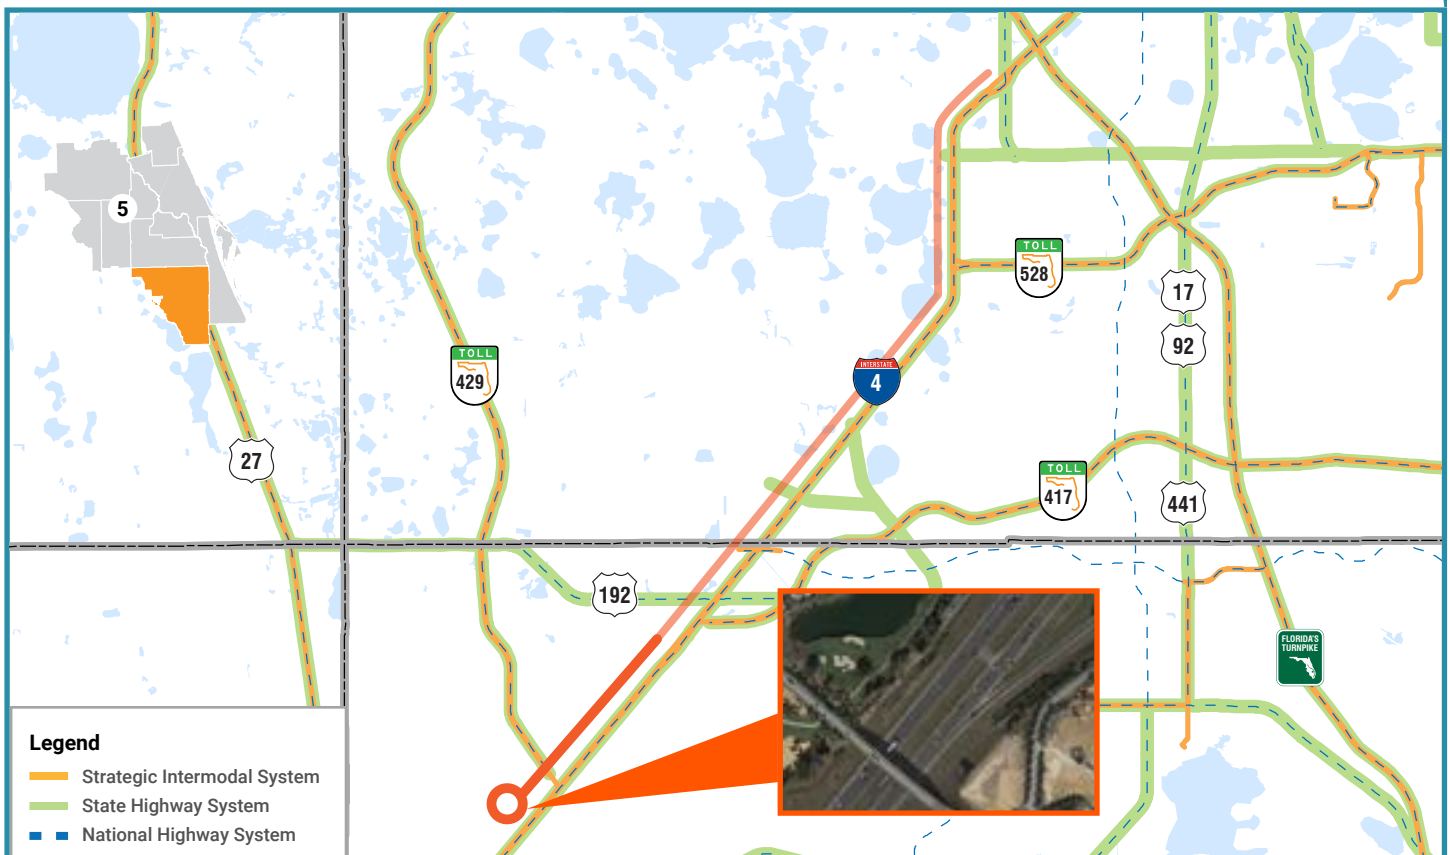 5
TOLL
528
17
92
TOLL
429
INTERSTATE
4
27
TOLL
417
441
192
FLORIDA'S
TURNPIKE
Legend
Strategic Intermodal System
State Highway System
National Highway System